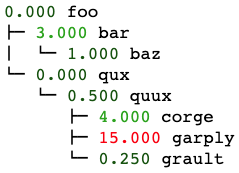 0.000 foo
├─ 3.000 bar
│  └─ 1.000 baz
└─ 0.000 qux
   └─ 0.500 quux
      ├─ 4.000 corge
      ├─ 15.000 garply
      └─ 0.250 grault